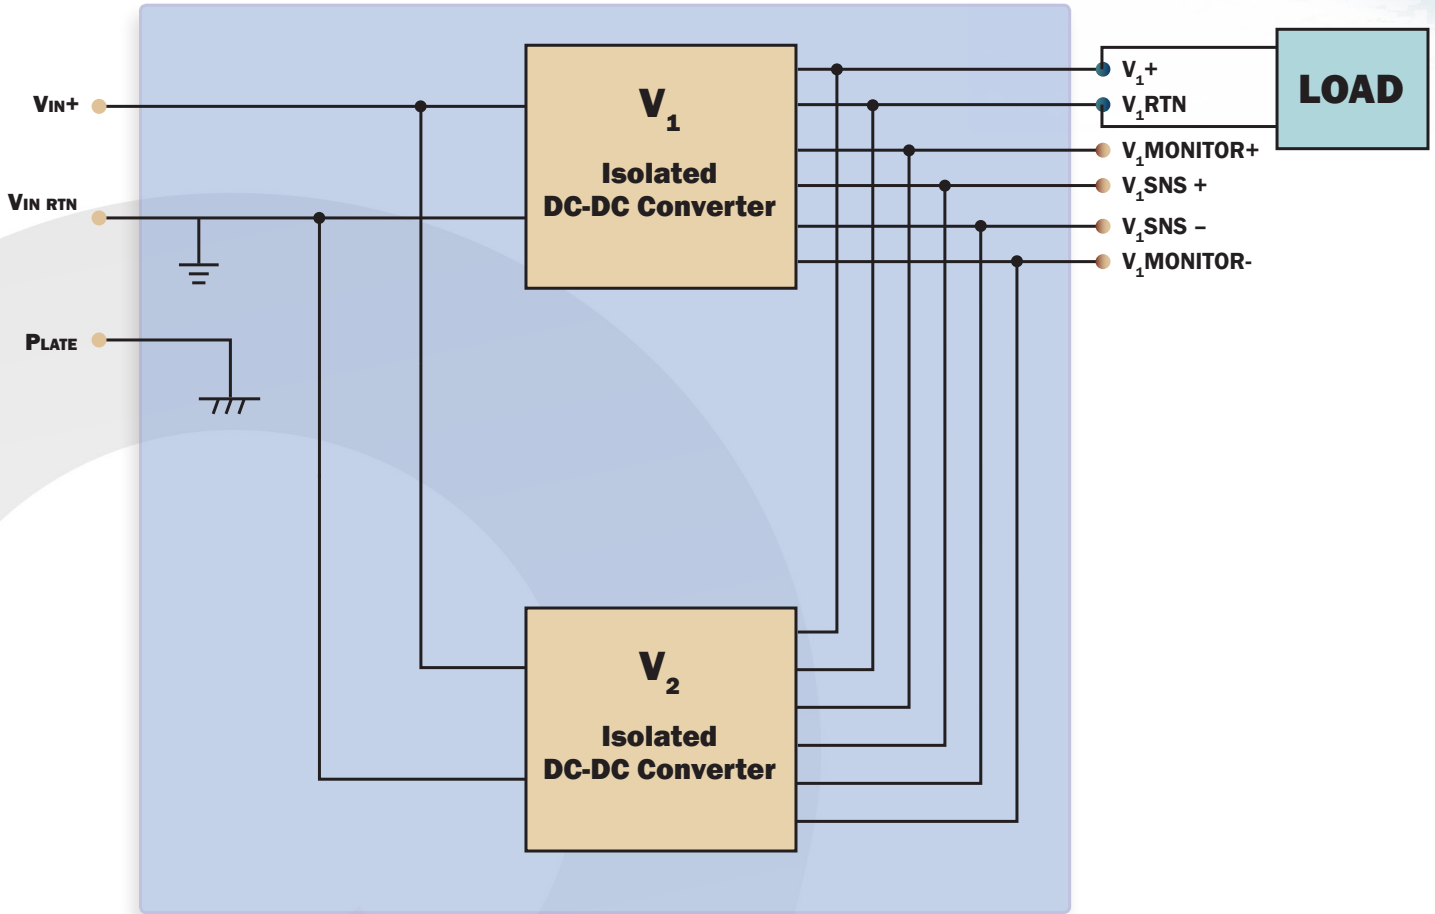 VIN+
VIN RTN
PLATE
V1
Isolated
DC-DC Converter
V2
Isolated
DC-DC Converter
V1+
V1RTN
V1MONITOR+
V1SNS +
V1SNS –
V1MONITOR-
LOAD